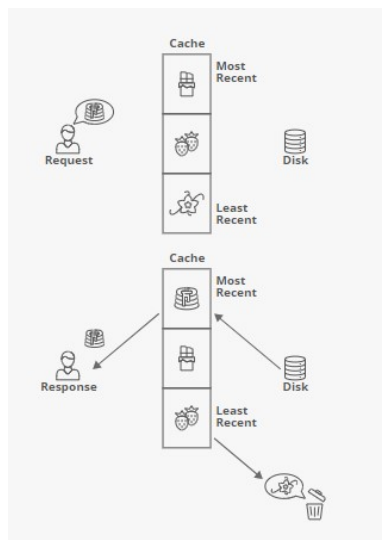 Cache
Most
Recent
Request
Disk
Least
Recent
Cache
Most
Recent
Response
Disk
Least
Recent